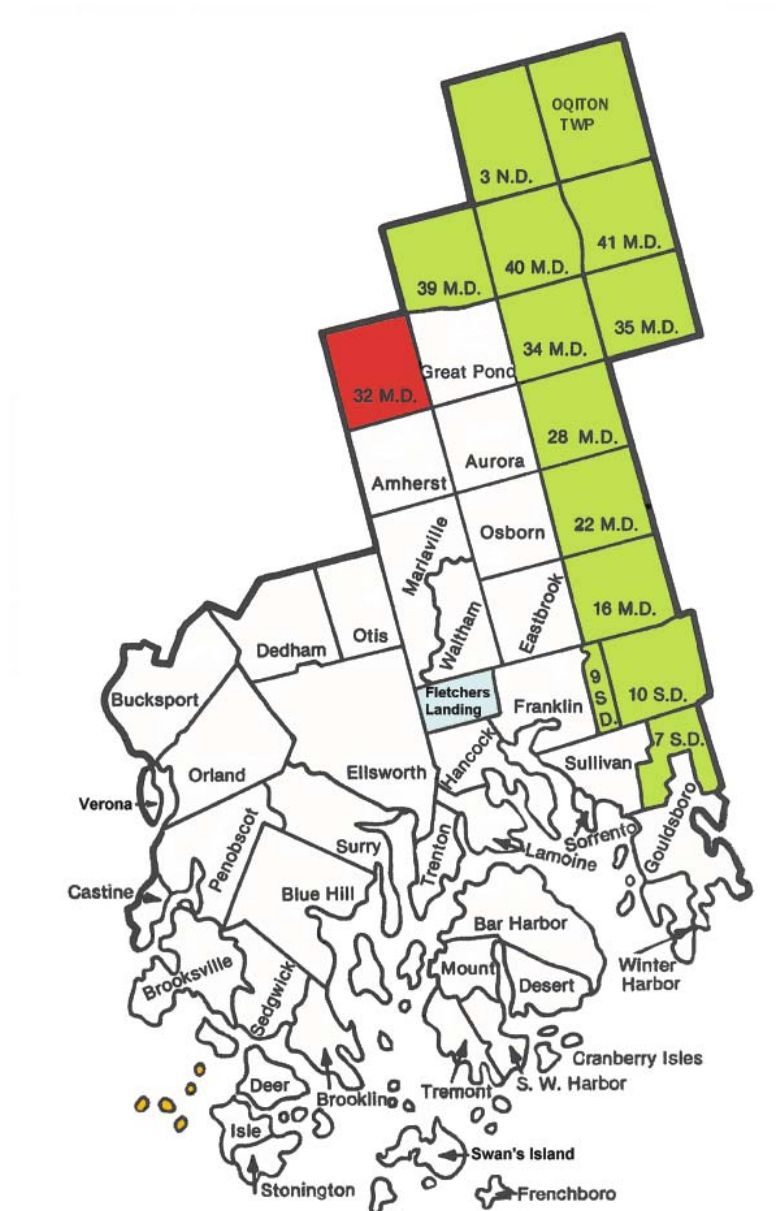 OQITON
TWP
3 N.D.
41 M.D.
40 M.D.
39 M.D.
35 M.D.
34 M.D.
Great Pond
32 M.D.
28 M.D.
Aurora
Amherst
22 M.D.
Osborn
Mariaville
16 M.D.
Eastbrook
Waltham
Otis
Dedham
Fletchers
Landing
9
S
D.
10 S.D.
Bucksport
Franklin
7 S.D.
Hancock
Sullivan
Orland
Ellsworth
Verona
Gouldsboro
Sorrento
Penobscot
Surry
Trenton
Lamoine
Castine
Blue Hill
Bar Harbor
Brooksville
Mount
Desert
Winter
Harbor
Sedgwick
Cranberry Isles
Deer
Brooklin
Tremont
S. W. Harbor
Isle
Swan's Island
Stonington
Frenchboro